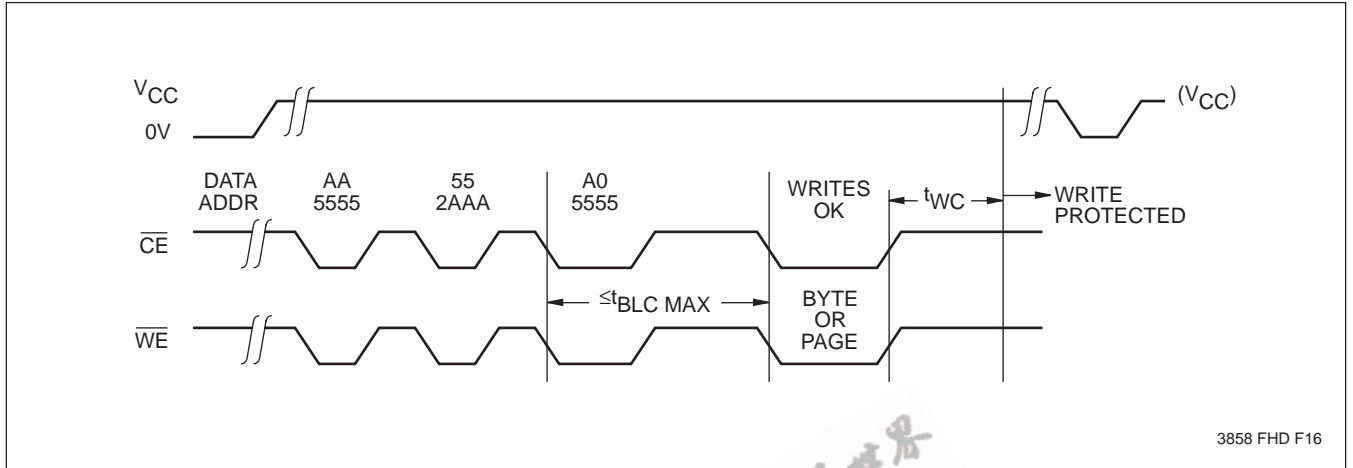 VCC
(VCC)
0V
DATA AA 55 A0 WRITES
ADDR 5555 2AAA 5555 OK
tWC
WRITE
PROTECTED
CE
≤tBLC MAX
BYTE
OR
PAGE
WE
3858 FHD F16